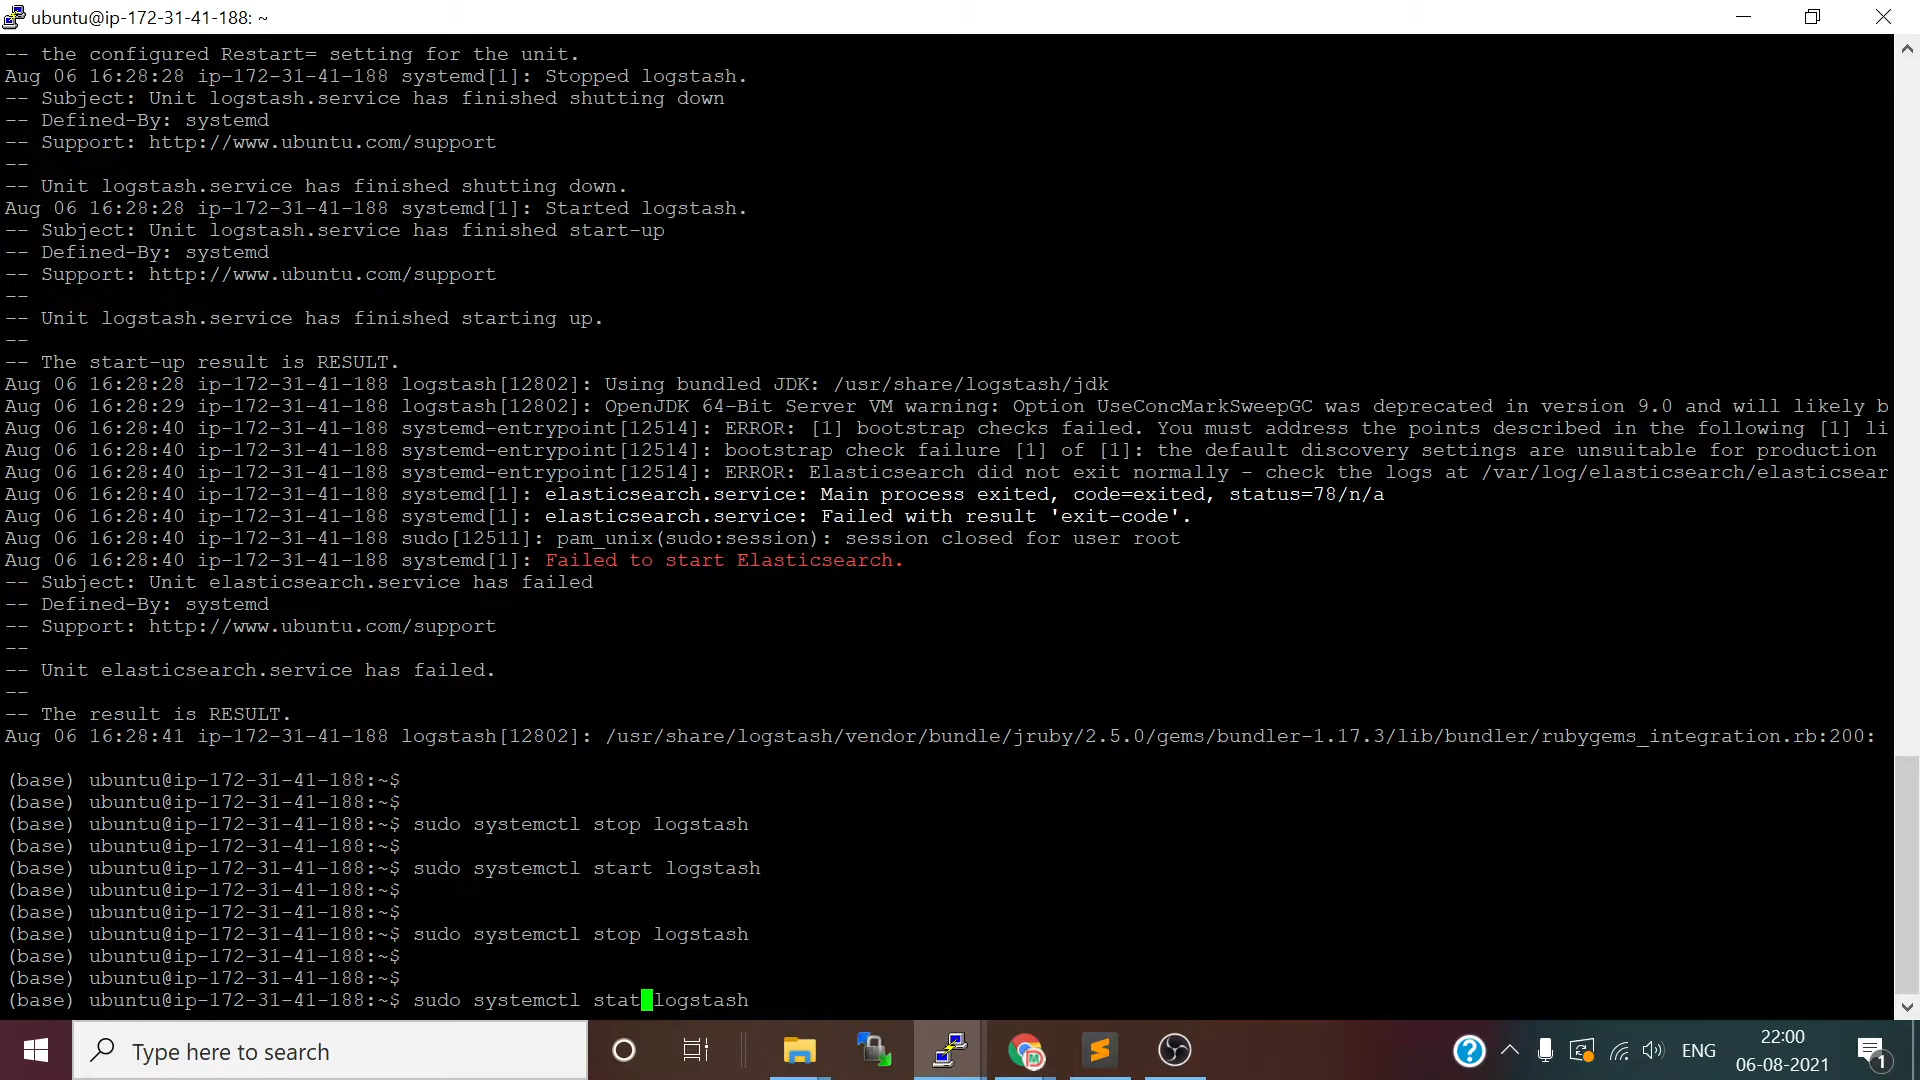 ubuntu@ip-172-31-41-188: ~
-- the configured Restart= setting for the unit.
Aug 06 16:28:28 ip-172-31-41-188 systemd[1]: Stopped logstash.
-- Subject: Unit logstash.service has finished shutting down
-- Defined-By: systemd
-- Support: http://www.ubuntu.com/support
--
-- Unit logstash.service has finished shutting down.
Aug 06 16:28:28 ip-172-31-41-188 systemd[1]: Started logstash.
-- Subject: Unit logstash.service has finished start-up
-- Defined-By: systemd
-- Support: http://www.ubuntu.com/support
--
-- Unit logstash.service has finished starting up.
--
-- The start-up result is RESULT.
Aug 06 16:28:28 ip-172-31-41-188 logstash[12802]: Using bundled JDK: /usr/share/logstash/jdk
Aug 06 16:28:29 ip-172-31-41-188 logstash[12802]: OpenJDK 64-Bit Server VM warning: Option UseConcMarkSweepGC was deprecated in version 9.0 and will likely b
Aug 06 16:28:40 ip-172-31-41-188 systemd-entrypoint[12514]: ERROR: [1] bootstrap checks failed. You must address the points described in the following [1] li
Aug 06 16:28:40 ip-172-31-41-188 systemd-entrypoint[12514]: bootstrap check failure [1] of [1]: the default discovery settings are unsuitable for production
Aug 06 16:28:40 ip-172-31-41-188 systemd-entrypoint[12514]: ERROR: Elasticsearch did not exit normally - check the logs at /var/log/elasticsearch/elasticsear
Aug 06 16:28:40 ip-172-31-41-188 systemd[1]: elasticsearch.service: Main process exited, code=exited, status=78/n/a
Aug 06 16:28:40 ip-172-31-41-188 systemd[1]: elasticsearch.service: Failed with result 'exit-code'.
Aug 06 16:28:40 ip-172-31-41-188 sudo[12511]: pam_unix(sudo:session): session closed for user root
Aug 06 16:28:40 ip-172-31-41-188 systemd[1]: Failed to start Elasticsearch.
-- Subject: Unit elasticsearch.service has failed
-- Defined-By: systemd
-- Support: http://www.ubuntu.com/support
--
-- Unit elasticsearch.service has failed.
--
-- The result is RESULT.
Aug 06 16:28:41 ip-172-31-41-188 logstash[12802]: /usr/share/logstash/vendor/bundle/jruby/2.5.0/gems/bundler-1.17.3/lib/bundler/rubygems_integration.rb:200:
(base) ubuntu@ip-172-31-41-188:~$
(base) ubuntu@ip-172-31-41-188:~$
(base) ubuntu@ip-172-31-41-188:~$ sudo systemctl stop logstash
(base) ubuntu@ip-172-31-41-188:~$
(base) ubuntu@ip-172-31-41-188:~$ sudo systemctl start logstash
(base) ubuntu@ip-172-31-41-188:~$
(base) ubuntu@ip-172-31-41-188:~$
(base) ubuntu@ip-172-31-41-188:~$ sudo systemctl stop logstash
(base) ubuntu@ip-172-31-41-188:~$
(base) ubuntu@ip-172-31-41-188:~$
(base) ubuntu@ip-172-31-41-188:~$ sudo systemctl stat logstash
Type here to search
ENG
22:00
06-08-2021
1